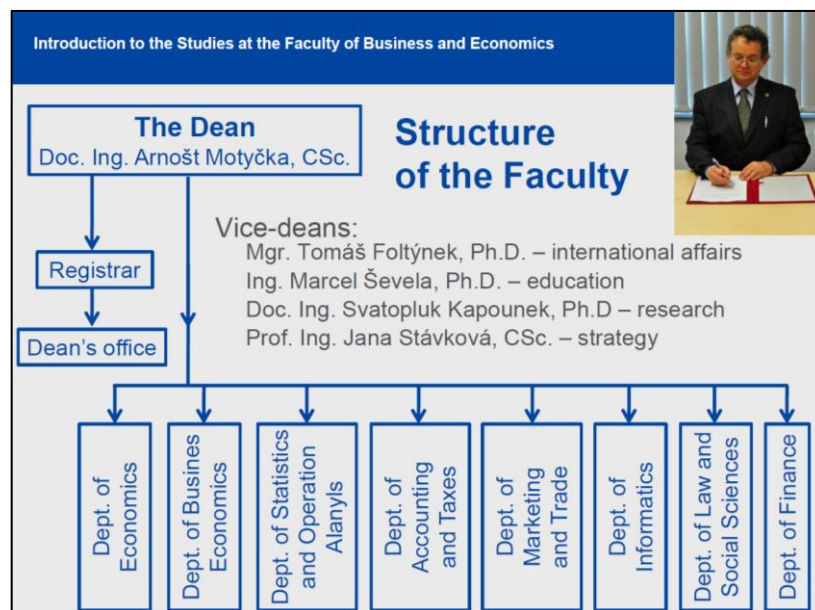 Introduction to the Studies at the Faculty of Business and Economics
The Dean
Doc. Ing. Arnošt Motyčka, CSc.
Structure
of the Faculty
Vice-deans:
Mgr. Tomáš Foltýnek, Ph.D. – international affairs
Ing. Marcel Ševela, Ph.D. – education
Doc. Ing. Svatopluk Kapounek, Ph.D – research
Prof. Ing. Jana Stávková, CSc. – strategy
Registrar
Dean's office
Dept. of
Economics
Dept. of Busines
Economics
Dept. of Statistics
and Operation
Alanyls
Dept. of
Accounting
and Taxes
Dept. of
Marketing
and Trade
Dept. of
Informatics
Dept. of Law and
Social Sciences
Dept. of Finance